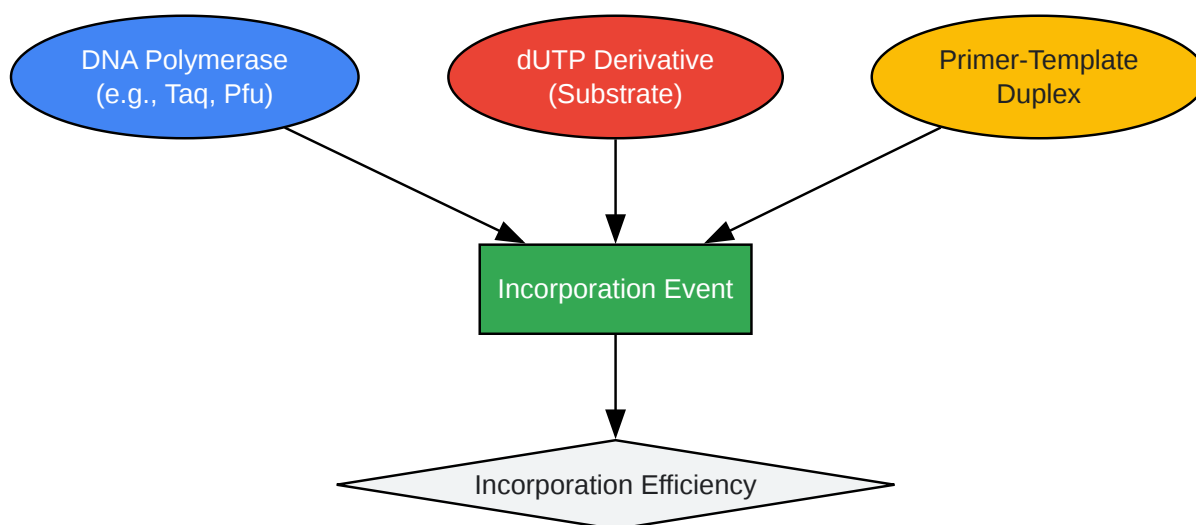 DNA Polymerase
(e.g., Taq, Pfu)
dUTP Derivative
(Substrate)
Primer-Template
Duplex
Incorporation Event
Incorporation Efficiency